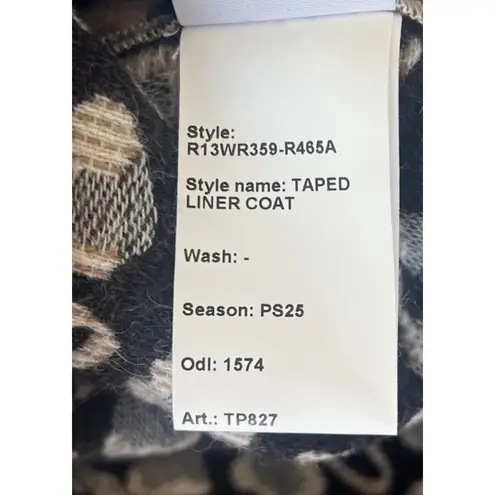 Style:
R13WR359-R465A
Style name: TAPED
LINER COAT
Wash: -
Season: PS25
Odl: 1574
Art.: TP827